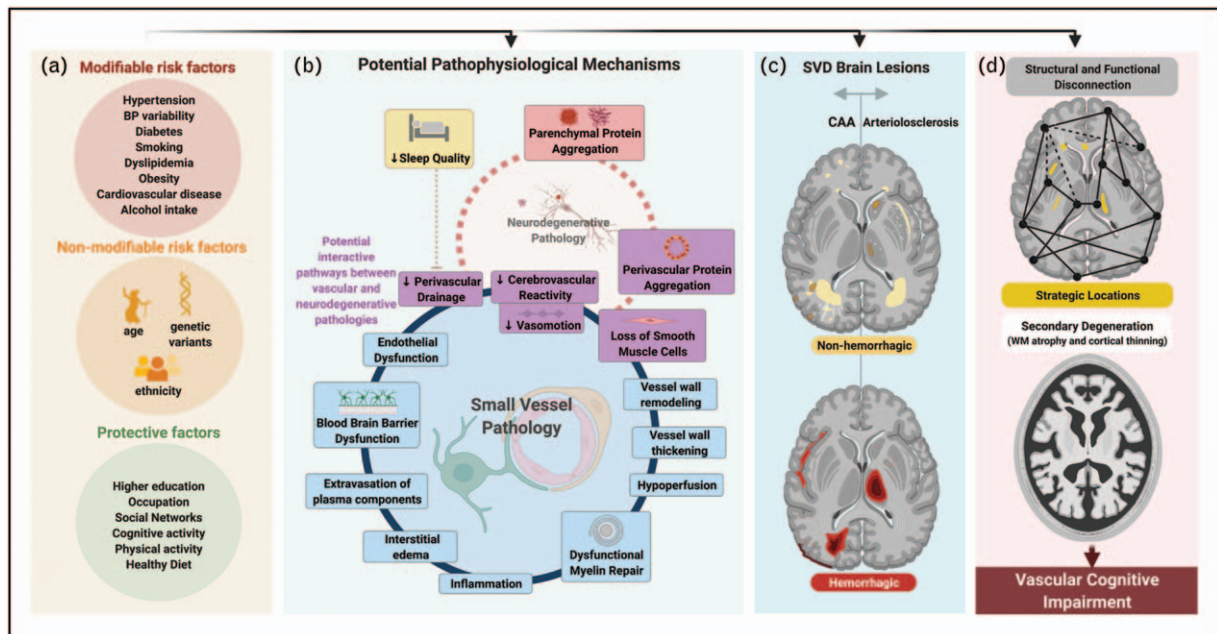 (a)
Modifiable risk factors
Hypertension
BP variability
Diabetes
Smoking
Dyslipidemia
Obesity
Cardiovascular disease
Alcohol intake
Non-modifiable risk factors
age
genetic
variants
ethnicity
Protective factors
Higher education
Occupation
Social Networks
Cognitive activity
Physical activity
Healthy Diet
(b)
Potential Pathophysiological Mechanisms
↓Sleep Quality
Parenchymal Protein
Aggregation
Neurodegenerative
Pathology
Potential
interactive
pathways between
vascular and
neurodegenerative
pathologies
↓ Perivascular
Drainage
↓ Cerebrovascular
Reactivity
↓ Vasomotion
Perivascular Protein
Aggregation
Loss of Smooth
Muscle Cells
Endothelial
Dysfunction
Blood Brain Barrier
Dysfunction
Extravasation of
plasma components
Interstitial
edema
Inflammation
Dysfunctional
Myelin Repair
Hypoperfusion
Vessel wall
thickening
Vessel wall
remodeling
Small Vessel
Pathology
(c)
SVD Brain Lesions
CAA
Arteriolosclerosis
Non-hemorrhagic
Hemorrhagic
(d)
Structural and Functional
Disconnection
Strategic Locations
Secondary Degeneration
(WM atrophy and cortical thinning)
Vascular Cognitive
Impairment